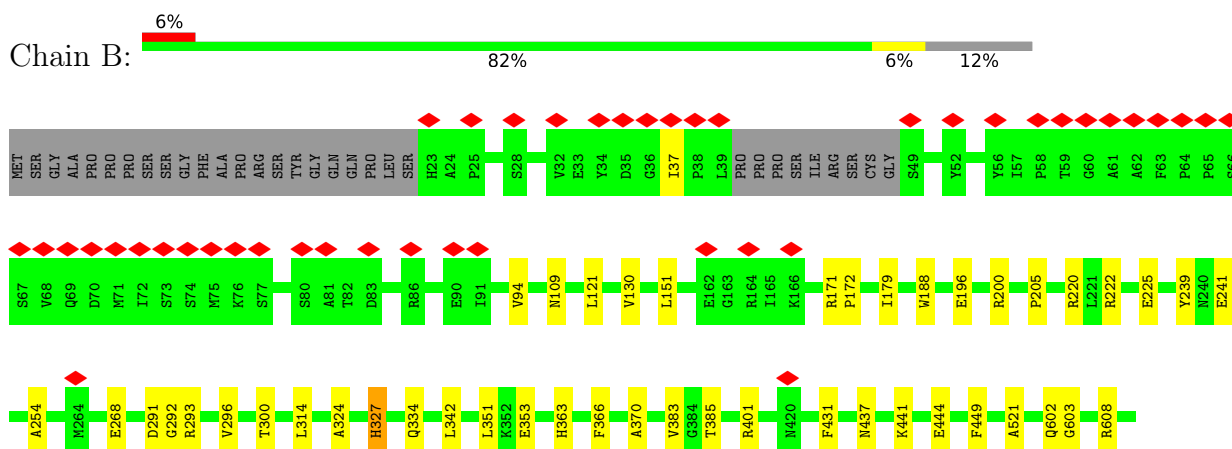 6%
Chain B:
82% 6% 12%
MET SER GLY ALA PRO PRO PRO SER SER GLY PHE ALA PRO ARG SER TYR GLY GLN GLN PRO LEU SER H23 A24 P25 S28 V32 E33 Y34 D35 G36 I37 P38 L39 PRO PRO PRO SER ILE ARG SER CYS GLY S49 Y52 Y56 I57 P58 T59 G60 A61 A62 F63 P64 P65 S66
S67 V68 Q69 D70 M71 I72 S73 S74 M75 K76 S77 S80 A81 T82 D83 R86 E90 I91 V94 N109 L121 V130 L151 E162 G163 R164 I165 K166 R171 P172 I179 W188 E196 R200 P205 R220 L221 R222 E225 Y239 N240 E241
A254 M264 E268 D291 G292 R293 V296 T300 L314 A324 H327 Q334 L342 L351 K352 E353 H363 F366 A370 V383 G384 T385 R401 N420 F431 N437 K441 E444 F449 A521 Q602 G603 R608